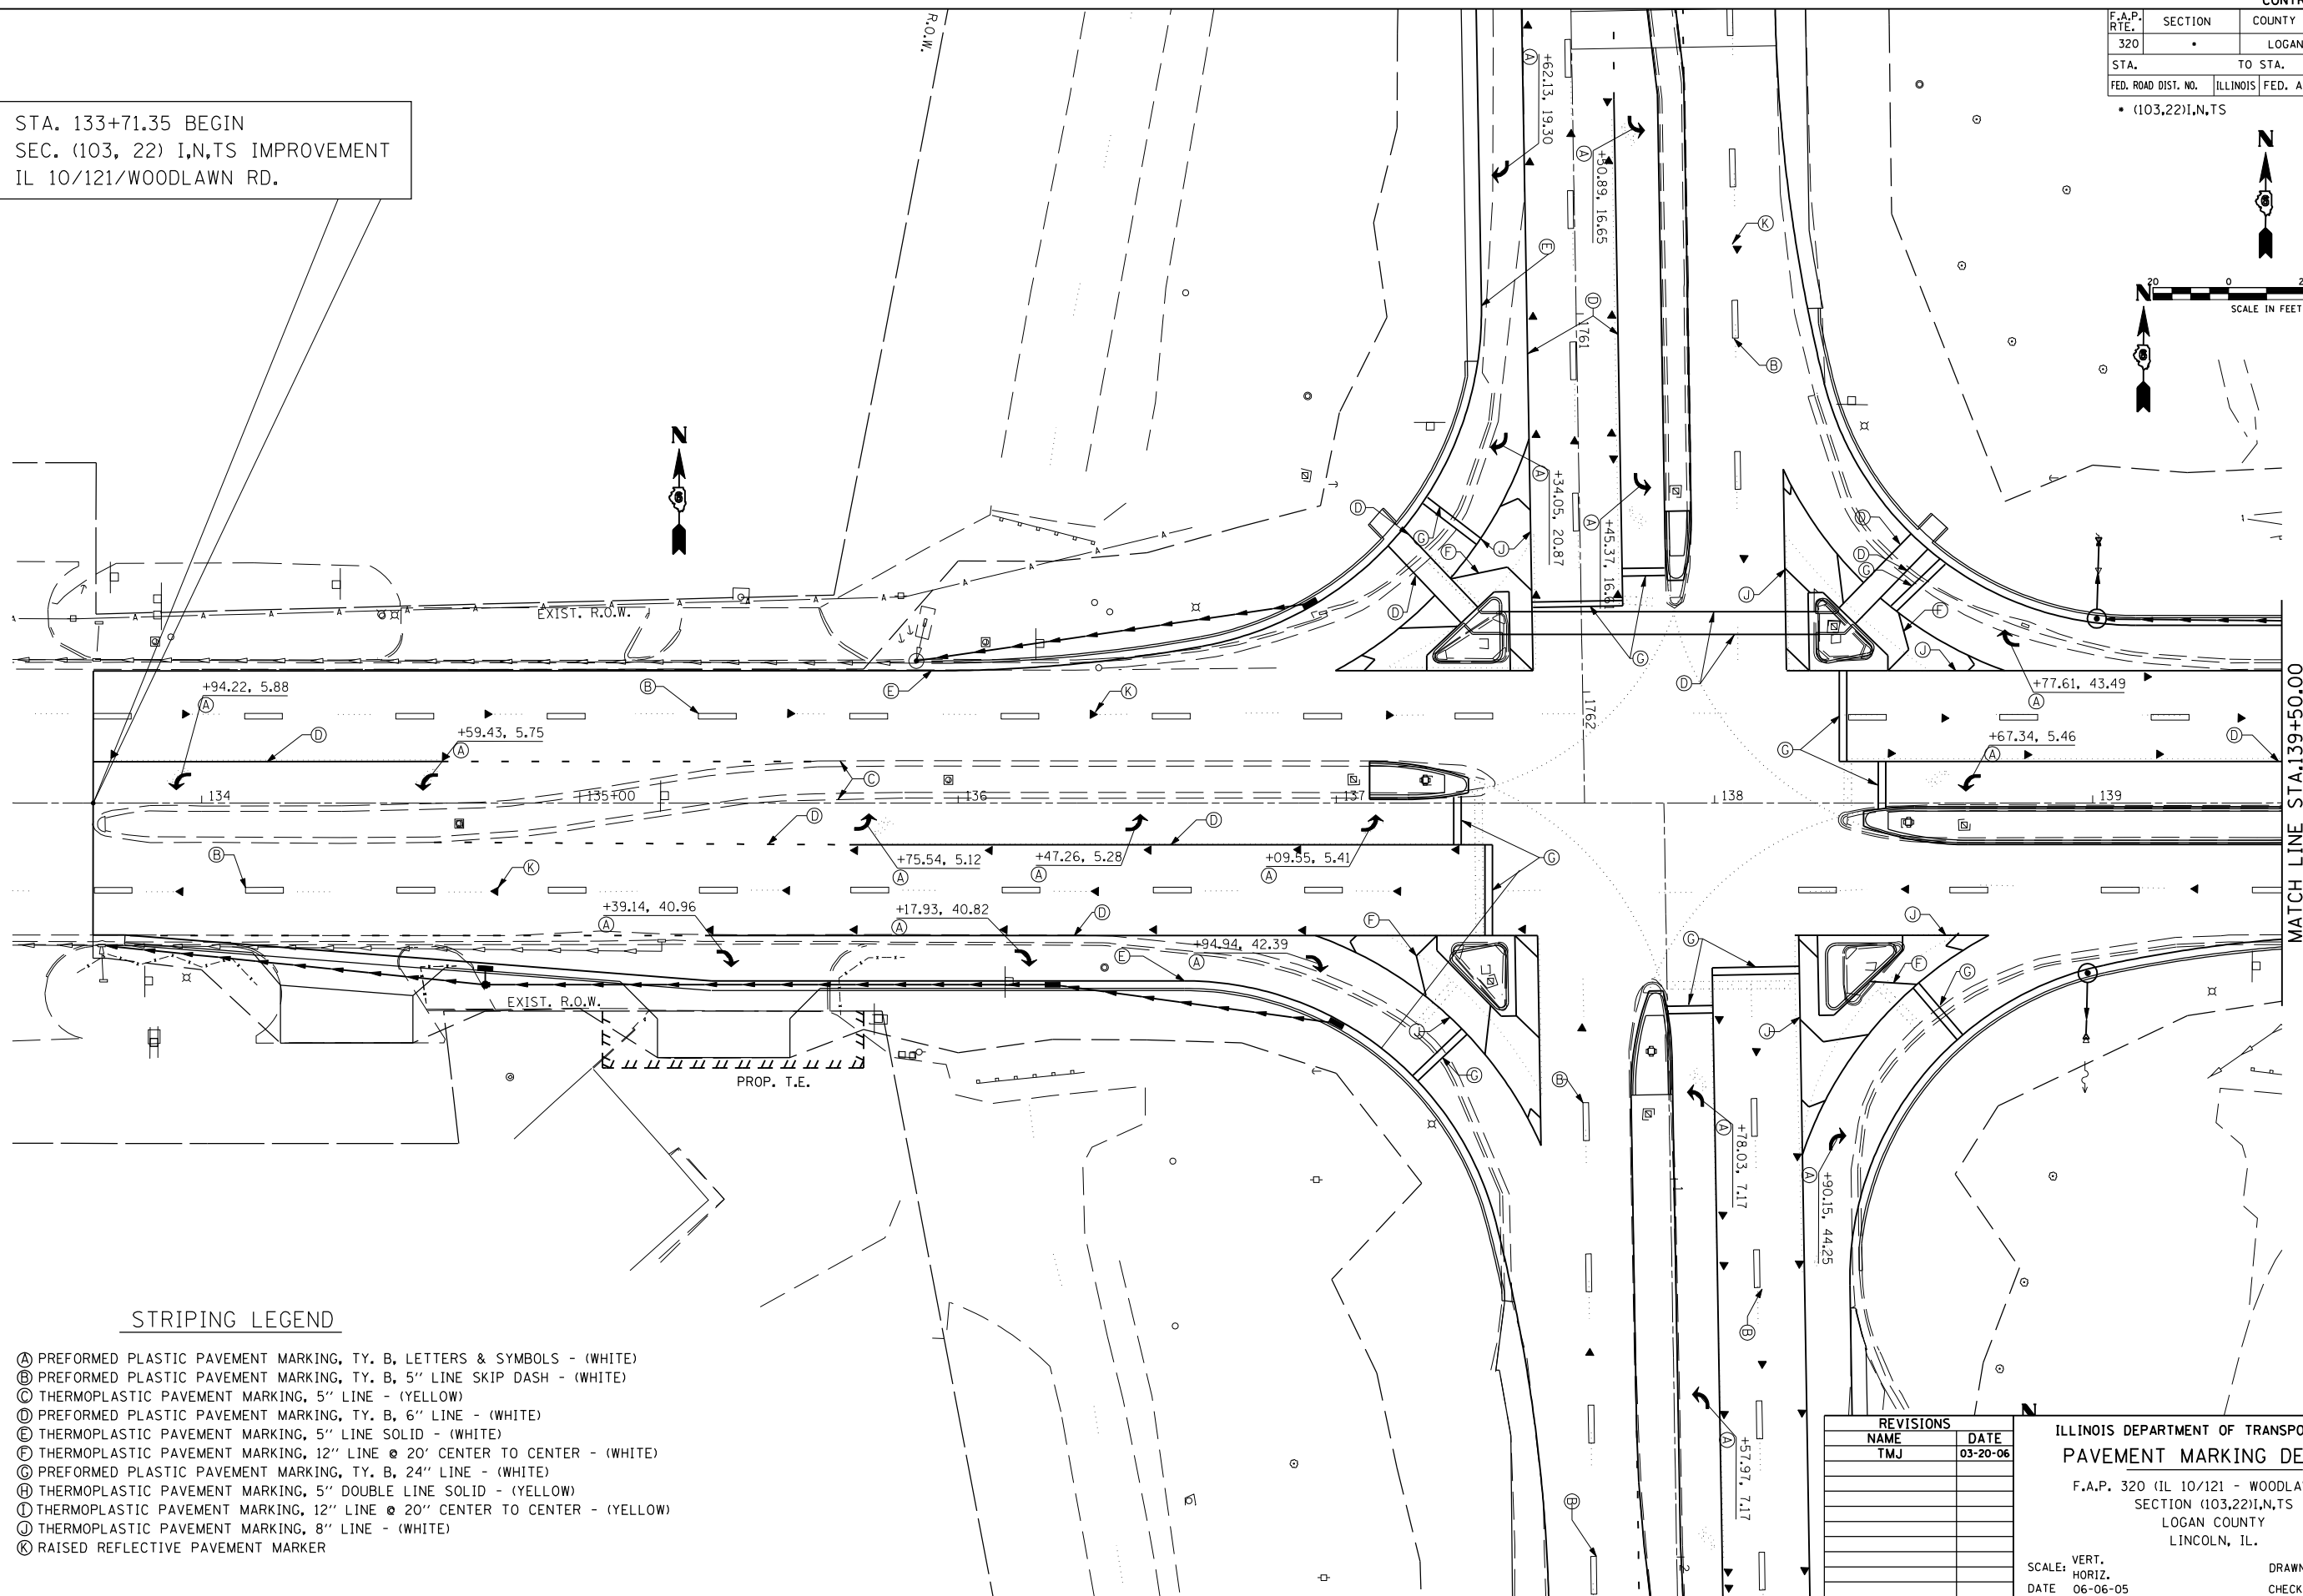 F.A.P. RTE.
SECTION
COUNTY
320
*
LOGAN
STA.
TO STA.
FED. ROAD DIST. NO.
ILLINOIS
FED. A
* (103,22)I,N,TS
STA. 133+71.35 BEGIN
SEC. (103, 22) I,N,TS IMPROVEMENT
IL 10/121/WOODLAWN RD.
R.O.W.
+62.13, 19.30
A
+50.89, 16.65
A
K
N
6
E
D
1761
B
20
0
SCALE IN FEET
N
6
N
6
A
+34.05, 20.87
A
D
G
F
J
D
D
D
G
J
F
EXIST. R.O.W.
G
J
E
D
+94.22, 5.88
A
B
K
+77.61, 43.49
A
1762
+59.43, 5.75
A
D
G
+67.34, 5.46
A
D
C
134
135+00
136
137
138
139
MATCH LINE STA.139+50.00
B
D
D
+75.54, 5.12
A
+47.26, 5.28
A
+09.55, 5.41
A
G
K
+39.14, 40.96
A
+17.93, 40.82
A
D
F
J
+94.94, 42.39
A
E
G
F
G
EXIST. R.O.W.
J
J
PROP. T.E.
G
B
+78.03, 7.17
A
+90.15, 44.25
A
1
B
+57.97, 7.17
A
B
2
STRIPING LEGEND
A PREFORMED PLASTIC PAVEMENT MARKING, TY. B, LETTERS & SYMBOLS - (WHITE)
B PREFORMED PLASTIC PAVEMENT MARKING, TY. B, 5'' LINE SKIP DASH - (WHITE)
C THERMOPLASTIC PAVEMENT MARKING, 5'' LINE - (YELLOW)
D PREFORMED PLASTIC PAVEMENT MARKING, TY. B, 6'' LINE - (WHITE)
E THERMOPLASTIC PAVEMENT MARKING, 5'' LINE SOLID - (WHITE)
F THERMOPLASTIC PAVEMENT MARKING, 12'' LINE @ 20' CENTER TO CENTER - (WHITE)
G PREFORMED PLASTIC PAVEMENT MARKING, TY. B, 24'' LINE - (WHITE)
H THERMOPLASTIC PAVEMENT MARKING, 5'' DOUBLE LINE SOLID - (YELLOW)
I THERMOPLASTIC PAVEMENT MARKING, 12'' LINE @ 20'' CENTER TO CENTER - (YELLOW)
J THERMOPLASTIC PAVEMENT MARKING, 8'' LINE - (WHITE)
K RAISED REFLECTIVE PAVEMENT MARKER
N
REVISIONS
NAME
DATE
TMJ
03-20-06
ILLINOIS DEPARTMENT OF TRANSPO
PAVEMENT MARKING DE
F.A.P. 320 (IL 10/121 - WOODLA
SECTION (103,22)I,N,TS
LOGAN COUNTY
LINCOLN, IL.
SCALE: VERT.
HORIZ.
DRAWN
DATE 06-06-05
CHECK